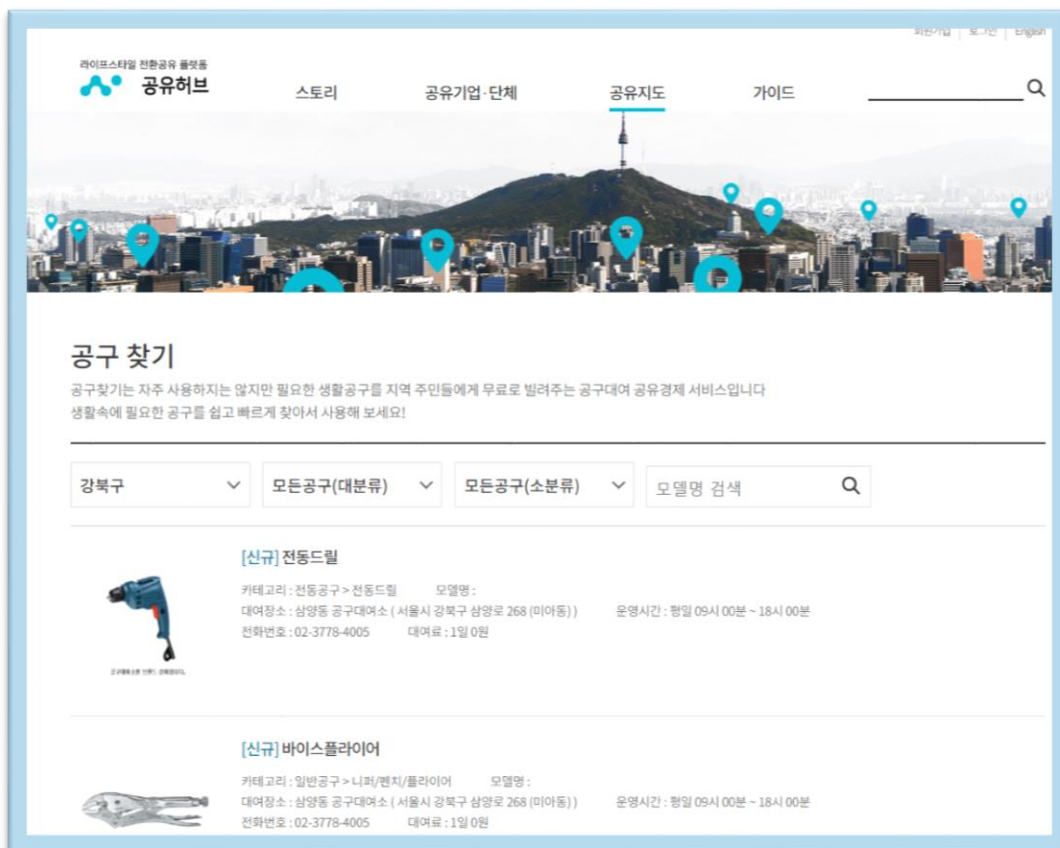 회원가입 로그인 English
라이프스타일 전환공유 플랫폼
공유허브
스토리 공유기업·단체 공유지도 가이드
공구 찾기
공구찾기는 자주 사용하지는 않지만 필요한 생활공구를 지역 주민들에게 무료로 빌려주는 공구대여 공유경제 서비스입니다
생활속에 필요한 공구를 쉽고 빠르게 찾아서 사용해 보세요!
강북구 모든공구(대분류) 모든공구(소분류) 모델명 검색
[신규] 전동드릴
카테고리 : 전동공구 > 전동드릴 모델명 :
대여장소 : 삼양동 공구대여소 ( 서울시 강북구 삼양로 268 (미아동) ) 운영시간 : 평일 09시 00분 ~ 18시 00분
전화번호 : 02-3778-4005 대여료 : 1일 0원
[신규] 바이스플라이어
카테고리 : 일반공구 > 니퍼/펜치/플라이어 모델명 :
대여장소 : 삼양동 공구대여소 ( 서울시 강북구 삼양로 268 (미아동) ) 운영시간 : 평일 09시 00분 ~ 18시 00분
전화번호 : 02-3778-4005 대여료 : 1일 0원